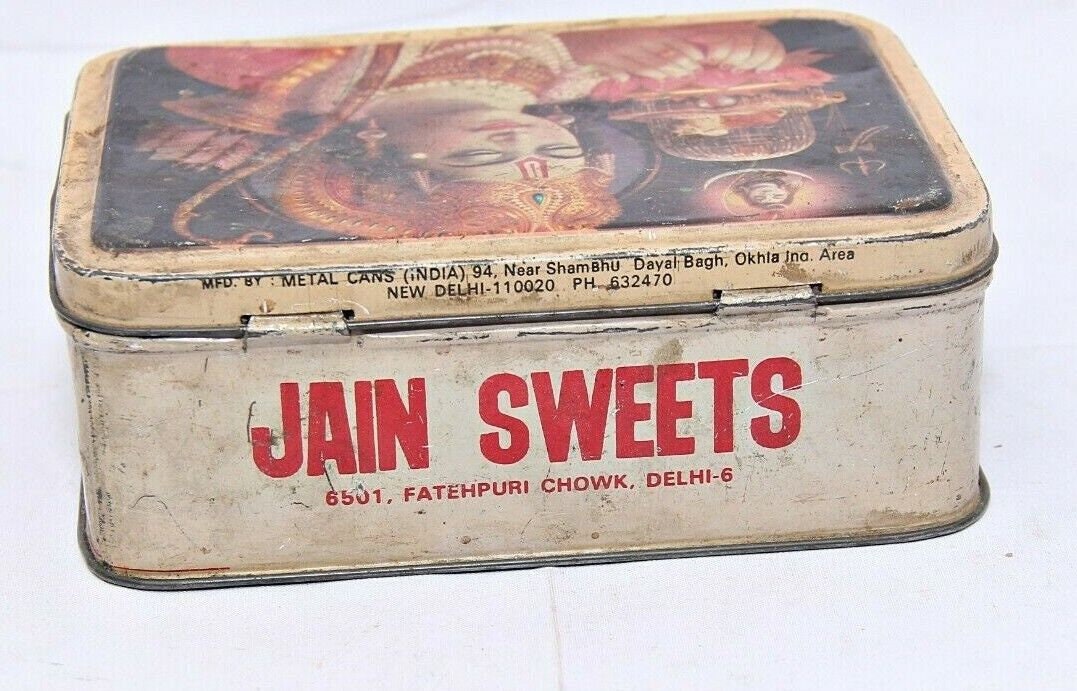 MFD. BY : METAL CANS (INDIA) 94, Near ShamBhu Dayal Bagh, Okhla Ind. Area
NEW DELHI-110020 PH. 632470
JAIN SWEETS
6501, FATEHPURI CHOWK, DELHI-6